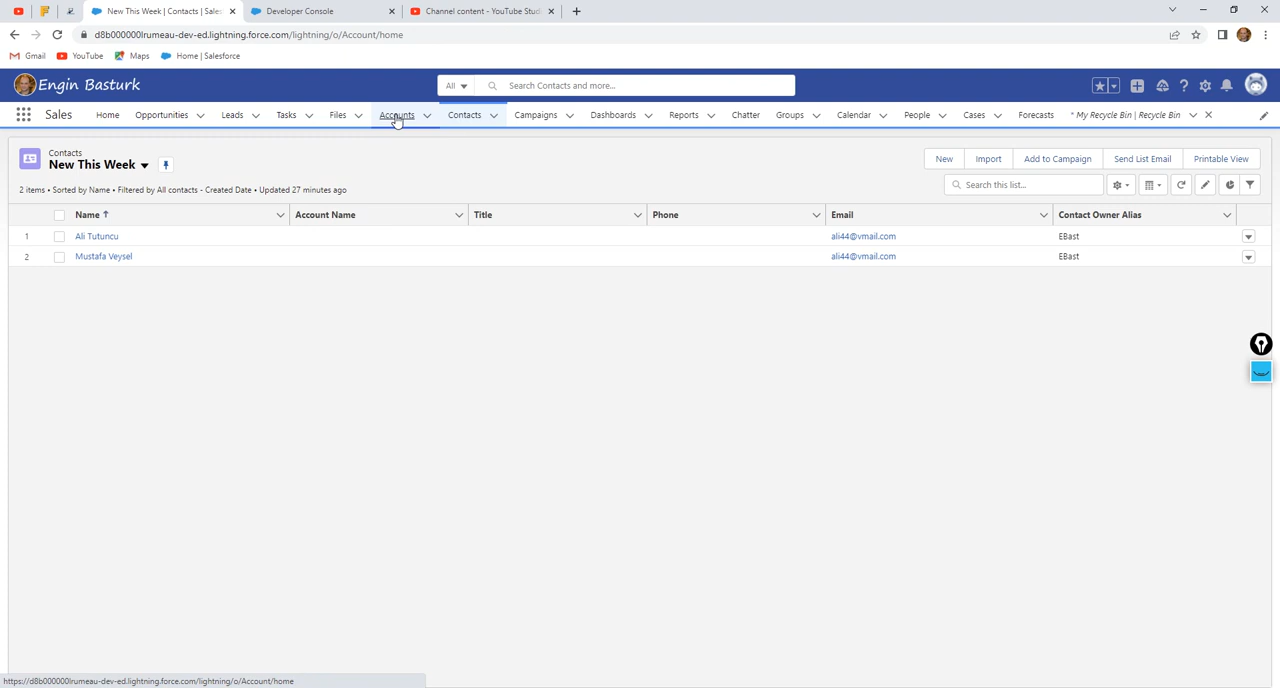 New This Week | Contacts | Sales
Developer Console
Channel content - YouTube Studi
d8b000000lrumeau-dev-ed.lightning.force.com/lightning/o/Account/home
Gmail
YouTube
Maps
Home | Salesforce
Engin Basturk
All
Search Contacts and more...
Sales
Home
Opportunities
Leads
Tasks
Files
Accounts
Contacts
Campaigns
Dashboards
Reports
Chatter
Groups
Calendar
People
Cases
Forecasts
* My Recycle Bin | Recycle Bin
Contacts
New This Week
New
Import
Add to Campaign
Send List Email
Printable View
2 items • Sorted by Name • Filtered by All contacts - Created Date • Updated 27 minutes ago
Search this list...
Name
Account Name
Title
Phone
Email
Contact Owner Alias
1
Ali Tutuncu
ali44@vmail.com
EBast
2
Mustafa Veysel
ali44@vmail.com
EBast
https://d8b000000lrumeau-dev-ed.lightning.force.com/lightning/o/Account/home